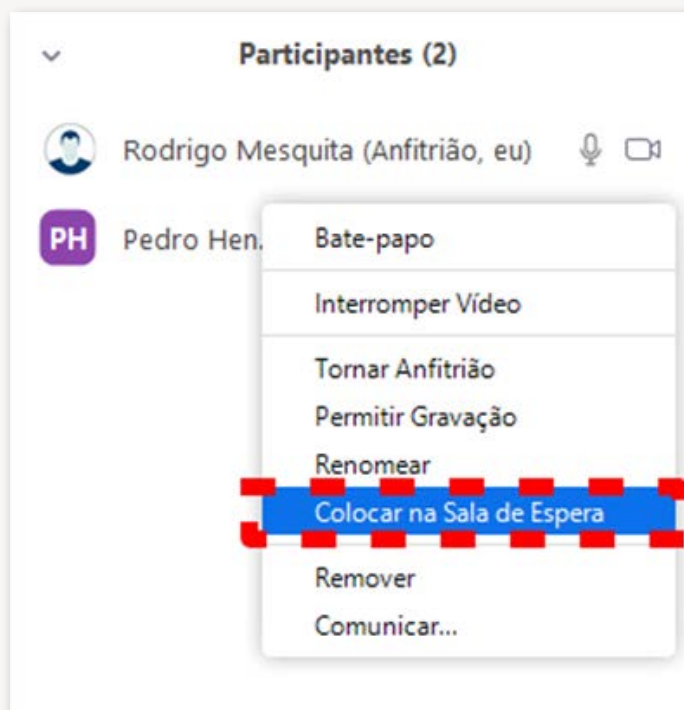 Participantes (2)
Rodrigo Mesquita (Anfitrião, eu)
PH Pedro Hen.
Bate-papo
Interromper Vídeo
Tornar Anfitrião
Permitir Gravação
Renomear
Colocar na Sala de Espera
Remover
Comunicar...